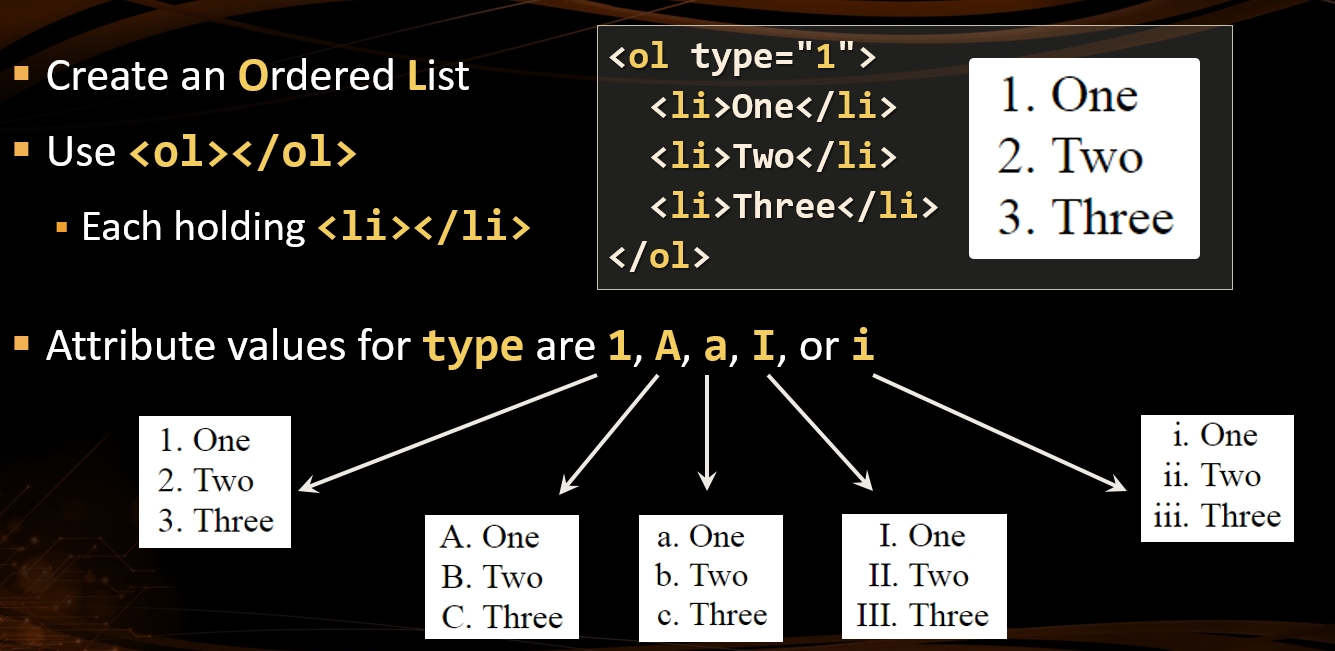 Create an Ordered List
Use <ol></ol>
Each holding <li></li>
<ol type="1">
<li>One</li>
<li>Two</li>
<li>Three</li>
</ol>
1. One
2. Two
3. Three
Attribute values for type are 1, A, a, I, or i
1. One
2. Two
3. Three
A. One
B. Two
C. Three
a. One
b. Two
c. Three
I. One
II. Two
III. Three
i. One
ii. Two
iii. Three